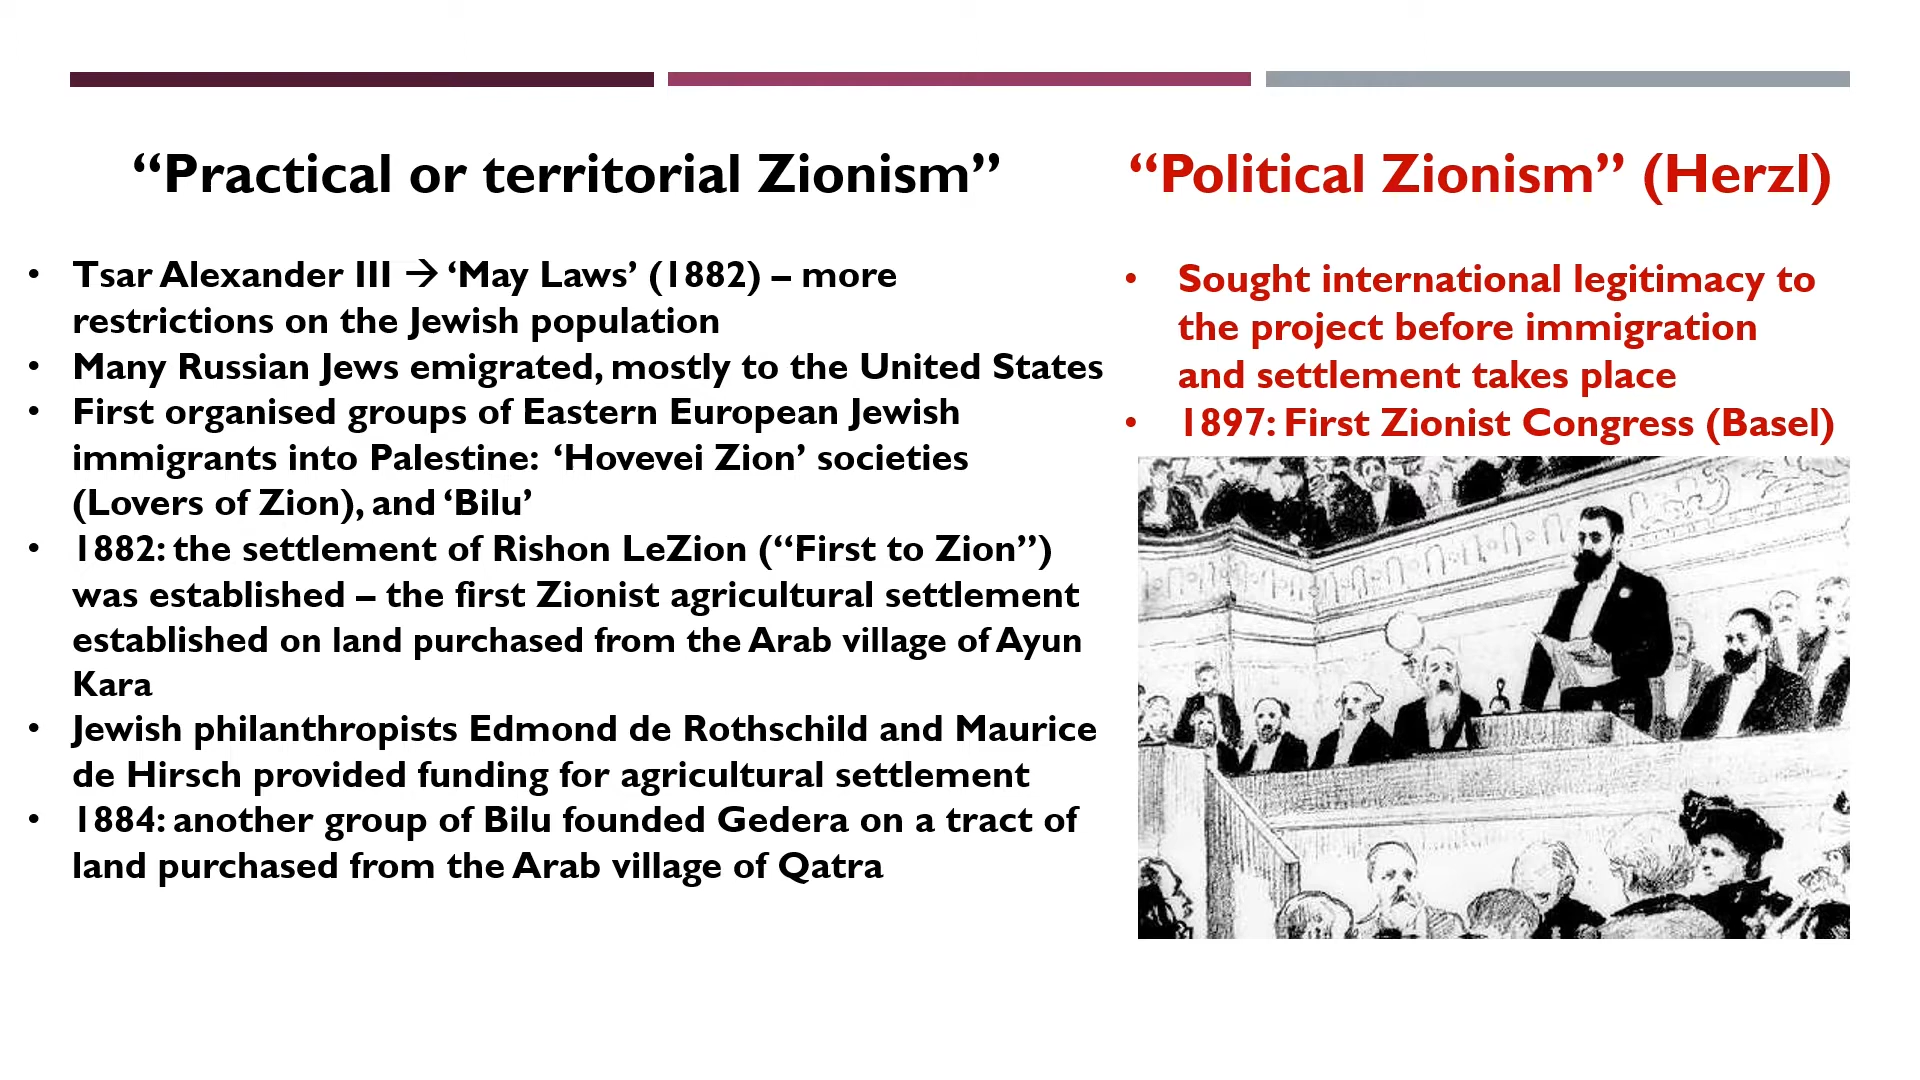 “Practical or territorial Zionism”
• Tsar Alexander III → ‘May Laws’ (1882) – more
restrictions on the Jewish population
• Many Russian Jews emigrated, mostly to the United States
• First organised groups of Eastern European Jewish
immigrants into Palestine: ‘Hovevei Zion’ societies
(Lovers of Zion), and ‘Bilu’
• 1882: the settlement of Rishon LeZion (“First to Zion”)
was established – the first Zionist agricultural settlement
established on land purchased from the Arab village of Ayun
Kara
• Jewish philanthropists Edmond de Rothschild and Maurice
de Hirsch provided funding for agricultural settlement
• 1884: another group of Bilu founded Gedera on a tract of
land purchased from the Arab village of Qatra
“Political Zionism” (Herzl)
• Sought international legitimacy to
the project before immigration
and settlement takes place
• 1897: First Zionist Congress (Basel)